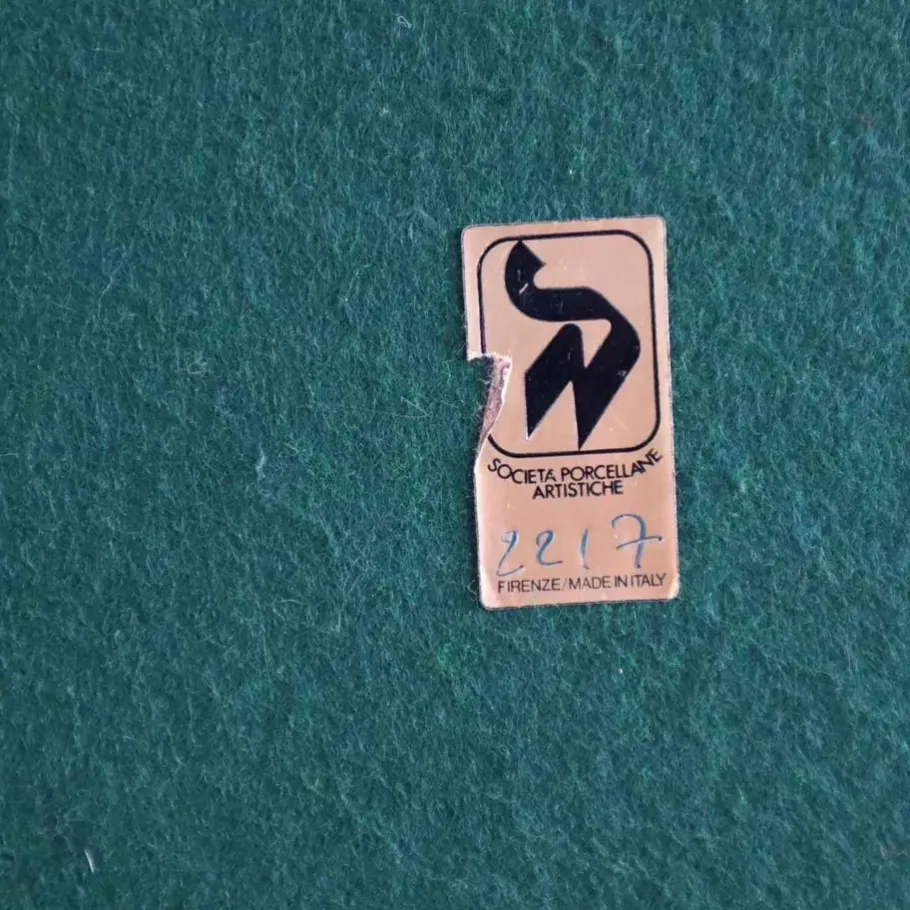 SOCIETÀ PORCELLANE
ARTISTICHE
2217
FIRENZE/MADE IN ITALY